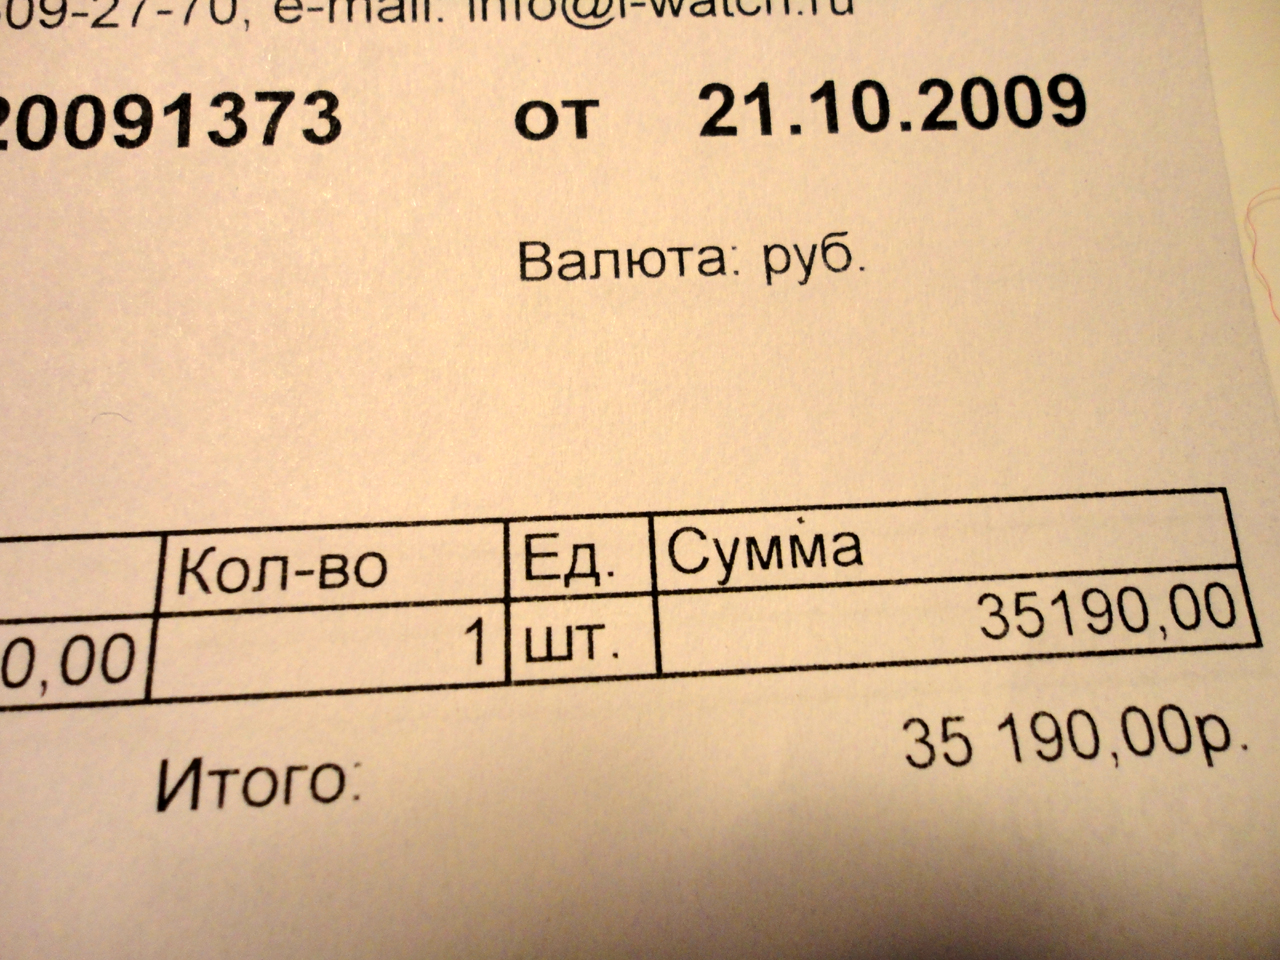 09-27-70, e-mail: info@i-watch.ru
20091373 от 21.10.2009
Валюта: руб.
Кол-во Ед. Сумма
0,00 1 шт. 35190,00
Итого: 35 190,00р.